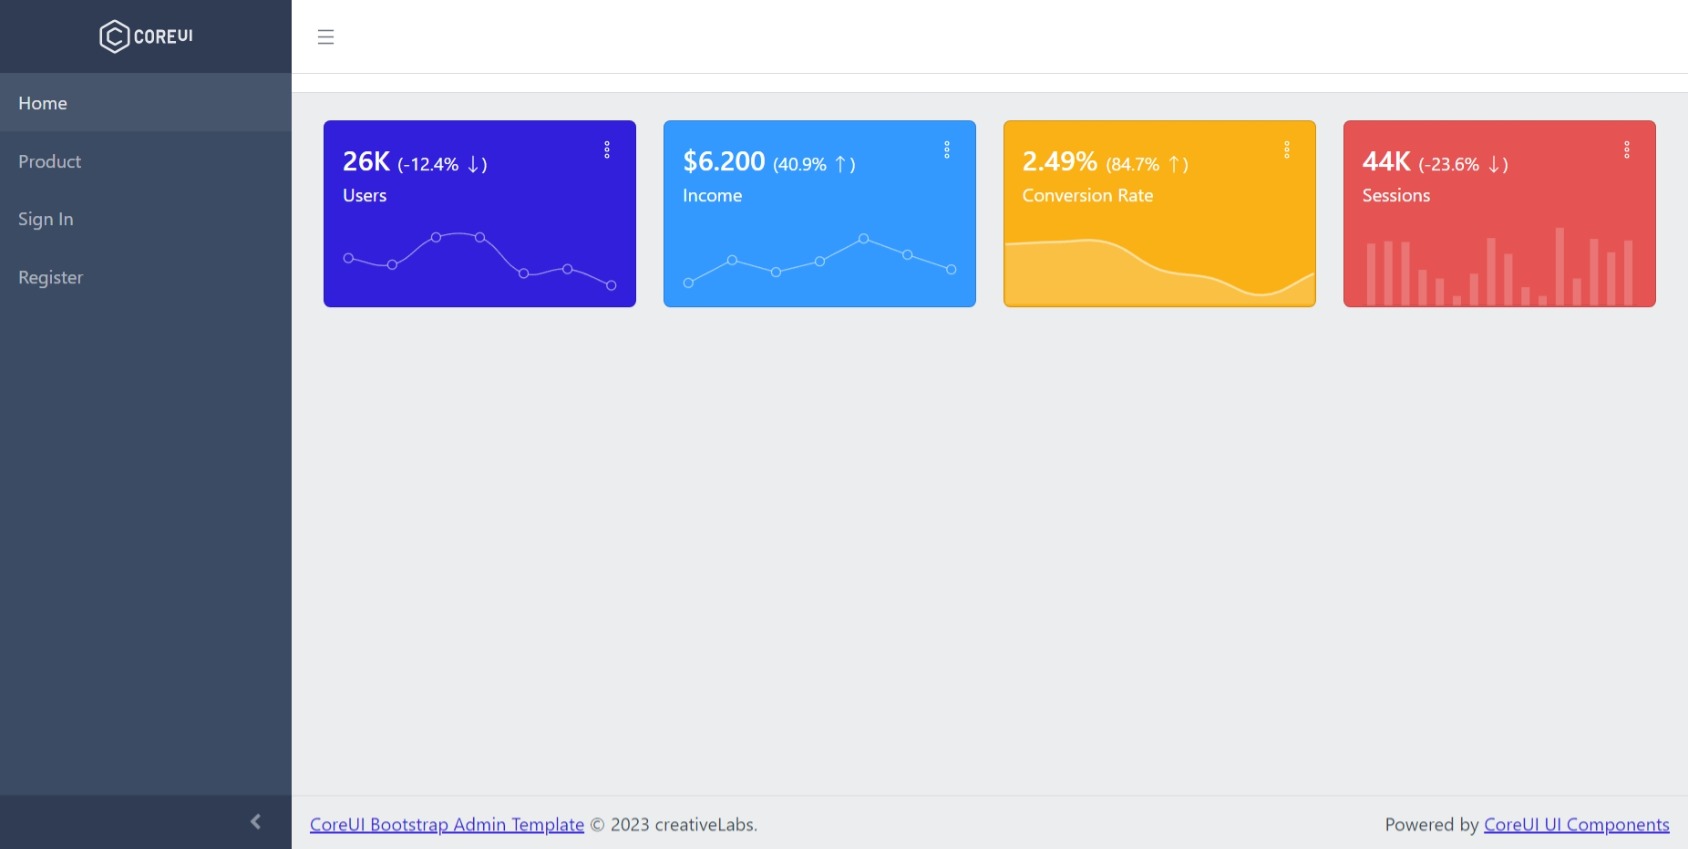 COREUI
Home
Product
Sign In
Register
26K (-12.4% ↓)
Users
$6.200 (40.9% ↑)
Income
2.49% (84.7% ↑)
Conversion Rate
44K (-23.6% ↓)
Sessions
CoreUI Bootstrap Admin Template © 2023 creativeLabs.
Powered by CoreUI UI Components